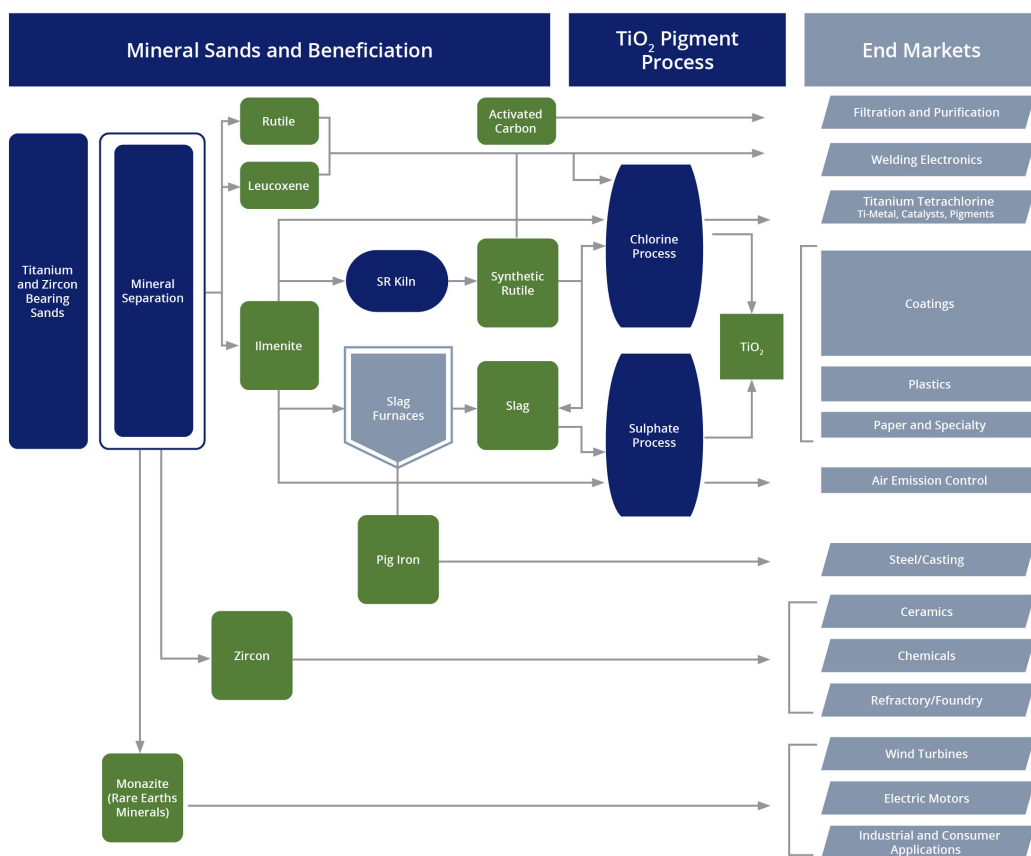 Mineral Sands and Beneficiation
TiO₂ Pigment
Process
End Markets
Titanium
and Zircon
Bearing
Sands
Mineral
Separation
Rutile
Leucoxene
Ilmenite
SR Kiln
Slag
Furnaces
Activated
Carbon
Synthetic
Rutile
Slag
Pig Iron
Zircon
Monazite
(Rare Earths
Minerals)
Chlorine
Process
Sulphate
Process
TiO₂
Filtration and Purification
Welding Electronics
Titanium Tetrachlorine
Ti-Metal, Catalysts, Pigments
Coatings
Plastics
Paper and Specialty
Air Emission Control
Steel/Casting
Ceramics
Chemicals
Refractory/Foundry
Wind Turbines
Electric Motors
Industrial and Consumer
Applications